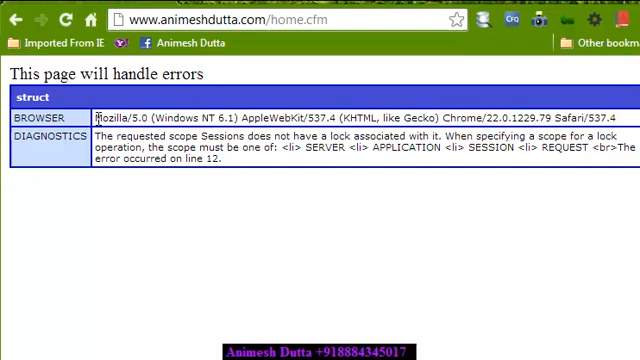 www.animeshdutta.com/home.cfm
Imported From IE Animesh Dutta Other bookm
This page will handle errors
struct
BROWSER Mozilla/5.0 (Windows NT 6.1) AppleWebKit/537.4 (KHTML, like Gecko) Chrome/22.0.1229.79 Safari/537.4
DIAGNOSTICS The requested scope Sessions does not have a lock associated with it. When specifying a scope for a lock
operation, the scope must be one of: <li> SERVER <li> APPLICATION <li> SESSION <li> REQUEST <br>The
error occurred on line 12.
Animesh Dutta +918884345017